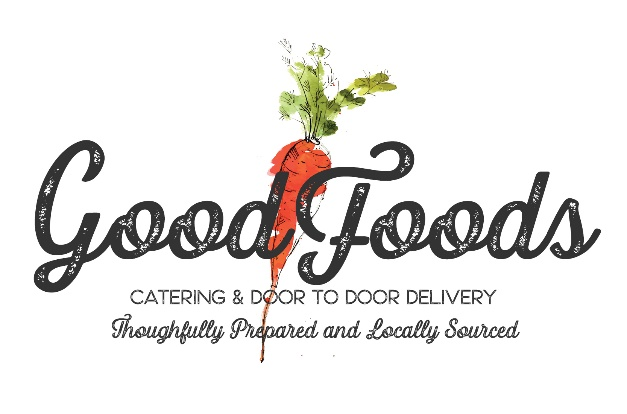 Good Foods
CATERING & DOOR TO DOOR DELIVERY
Thoughfully Prepared and Locally Sourced